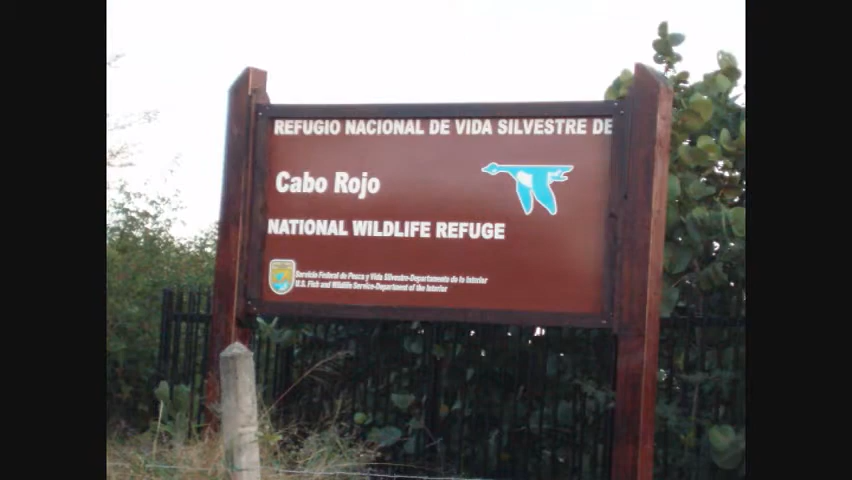 REFUGIO NACIONAL DE VIDA SILVESTRE DE
Cabo Rojo
NATIONAL WILDLIFE REFUGE
Servicio Federal de Pesca y Vida Silvestre-Departamento de lo Interior
U.S. Fish and Wildlife Service-Department of the Interior